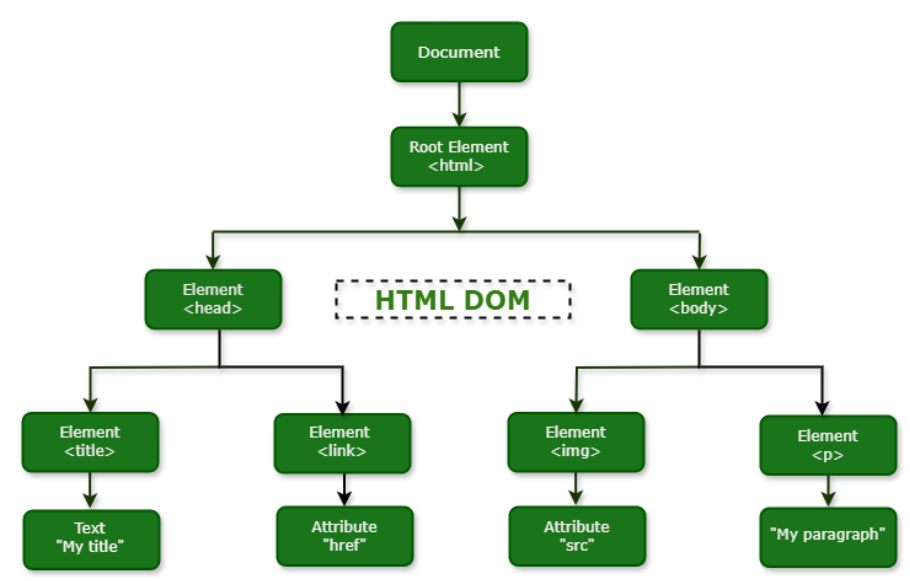 Document
Root Element
<html>
Element
<head>
HTML DOM
Element
<body>
Element
<title>
Element
<link>
Element
<img>
Element
<p>
Text
"My title"
Attribute
"href"
Attribute
"src"
"My paragraph"